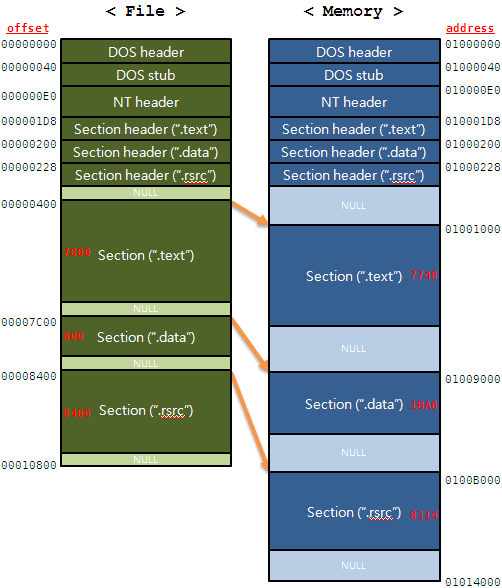 < File > < Memory >
offset address
00000000 DOS header DOS header 01000000
00000040 DOS stub DOS stub 01000040
000000E0 NT header NT header 010000E0
000001D8 Section header (“.text”) Section header (“.text”) 010001D8
00000200 Section header (“.data”) Section header (“.data”) 01000200
00000228 Section header (“.rsrc”) Section header (“.rsrc”) 01000228
NULL
00000400 NULL
01001000
7800 Section (“.text”)
Section (“.text”) 7748
NULL
00007C00
800 Section (“.data”)
NULL
NULL
00008400 01009000
8400 Section (“.rsrc”) Section (“.data”) 1BA8
NULL NULL
00010800
0100B000
Section (“.rsrc”) 8314
NULL
01014000